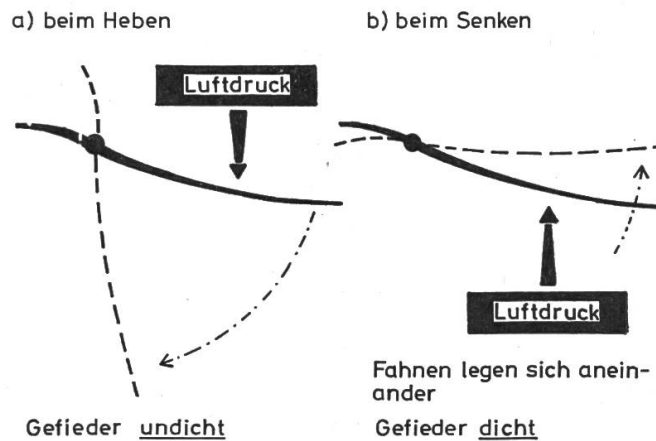 a) beim Heben
Luftdruck
Gefieder undicht
b) beim Senken
Luftdruck
Fahnen legen sich anein-
ander
Gefieder dicht